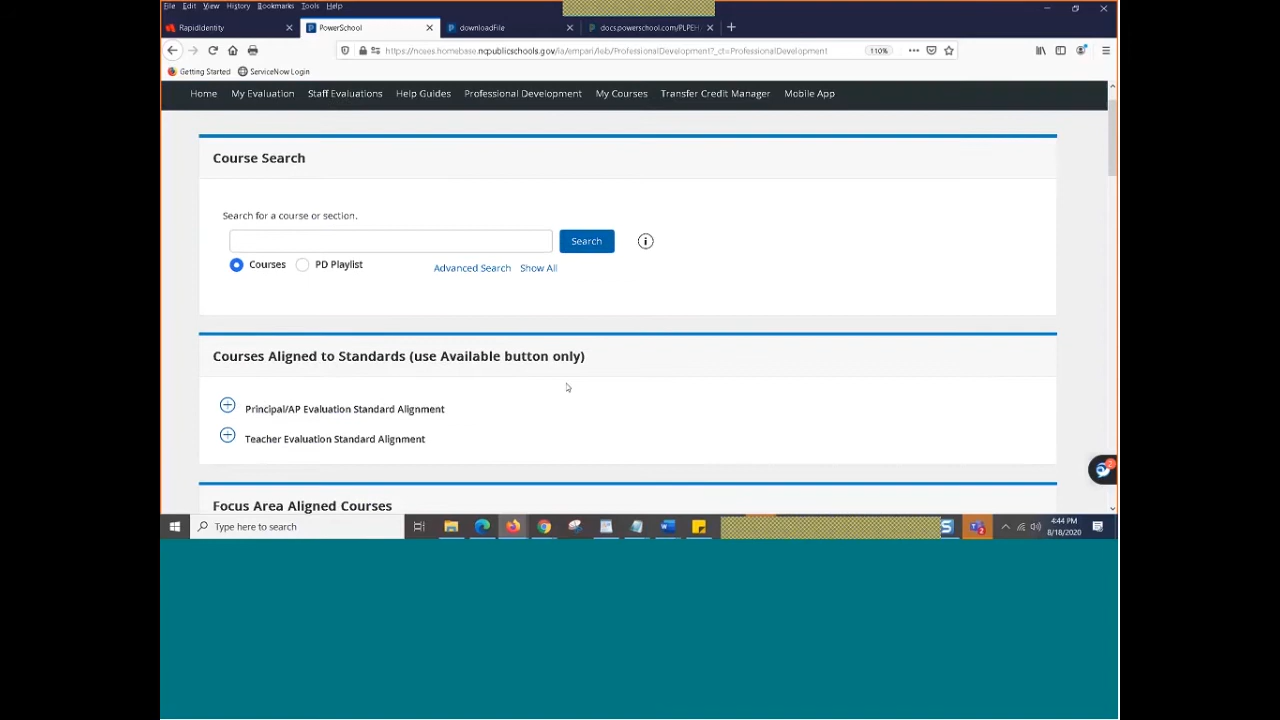 File Edit View History Bookmarks Tools Help
RapidIdentity PowerSchool downloadFile docs.powerschool.com/PLPEH
110%
Getting Started ServiceNow Login
Home My Evaluation Staff Evaluations Help Guides Professional Development My Courses Transfer Credit Manager Mobile App
Course Search
Search for a course or section.
Search
Courses PD Playlist Advanced Search Show All
Courses Aligned to Standards (use Available button only)
Principal/AP Evaluation Standard Alignment
Teacher Evaluation Standard Alignment
2
Focus Area Aligned Courses
Type here to search
4:44 PM
8/18/2020